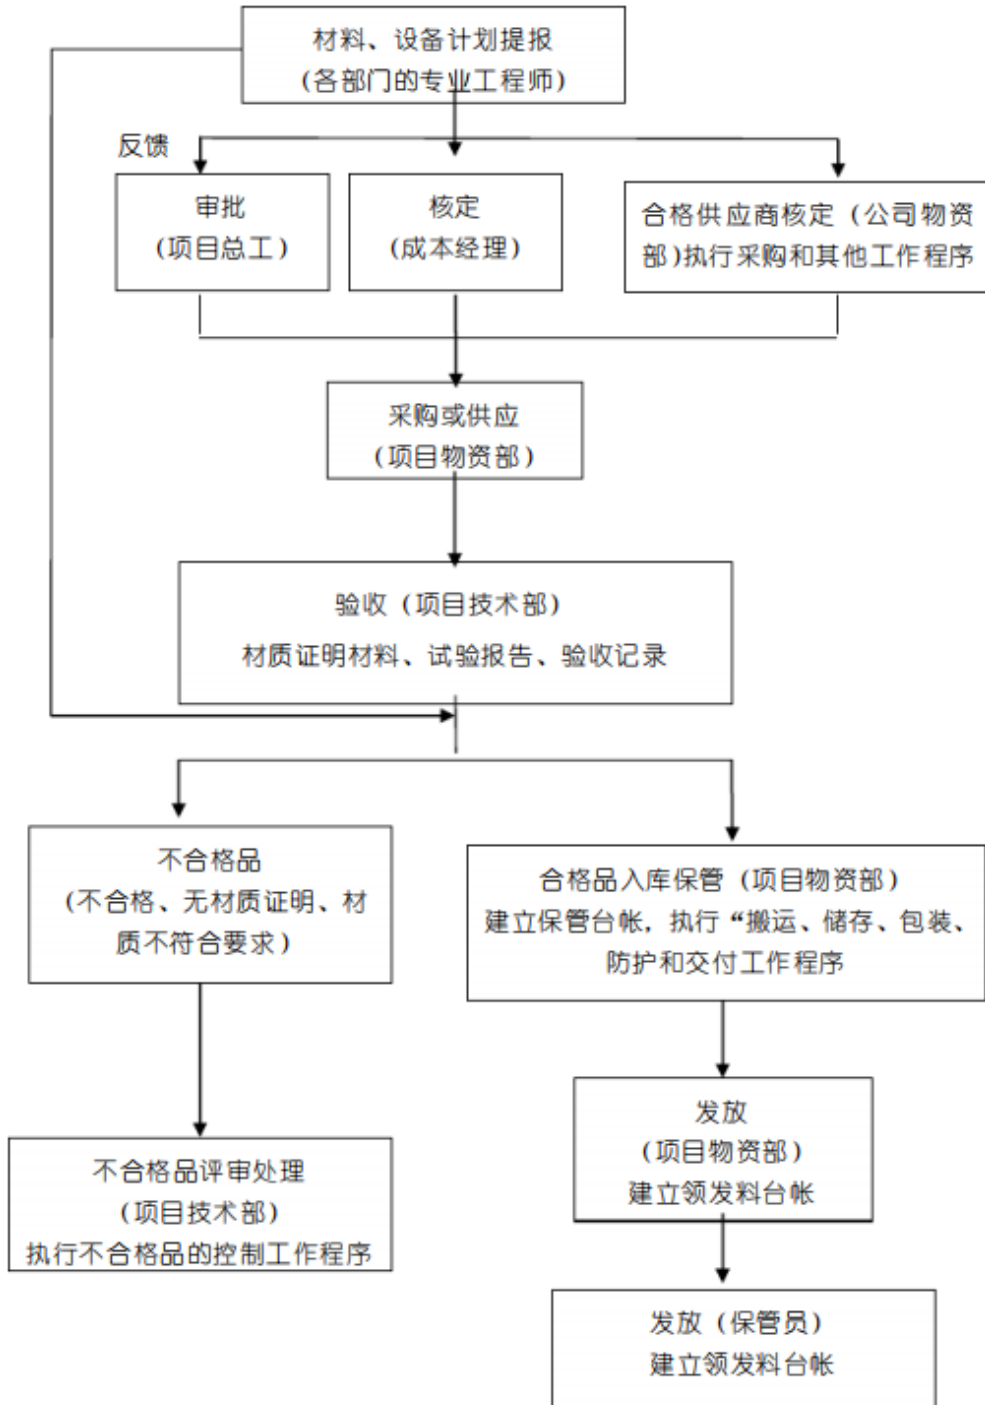 材料、设备计划提报
(各部门的专业工程师)
反馈
审批
(项目总工)
核定
(成本经理)
合格供应商核定 (公司物资
部)执行采购和其他工作程序
采购或供应
(项目物资部)
验收 (项目技术部)
材质证明材料、试验报告、验收记录
不合格品
(不合格、无材质证明、材
质不符合要求)
合格品入库保管 (项目物资部)
建立保管台帐, 执行 “搬运、储存、包装、
防护和交付工作程序
不合格品评审处理
(项目技术部)
执行不合格品的控制工作程序
发放
(项目物资部)
建立领发料台帐
发放 (保管员)
建立领发料台帐